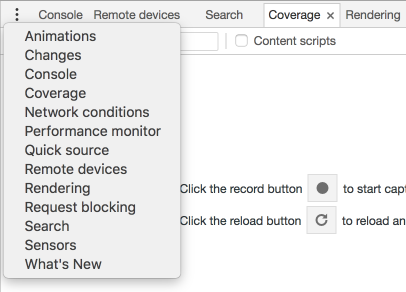 Console Remote devices Search Coverage × Rendering
Content scripts
Animations
Changes
Console
Coverage
Network conditions
Performance monitor
Quick source
Remote devices
Rendering
Request blocking
Search
Sensors
What's New
Click the record button to start capt
Click the reload button to reload an